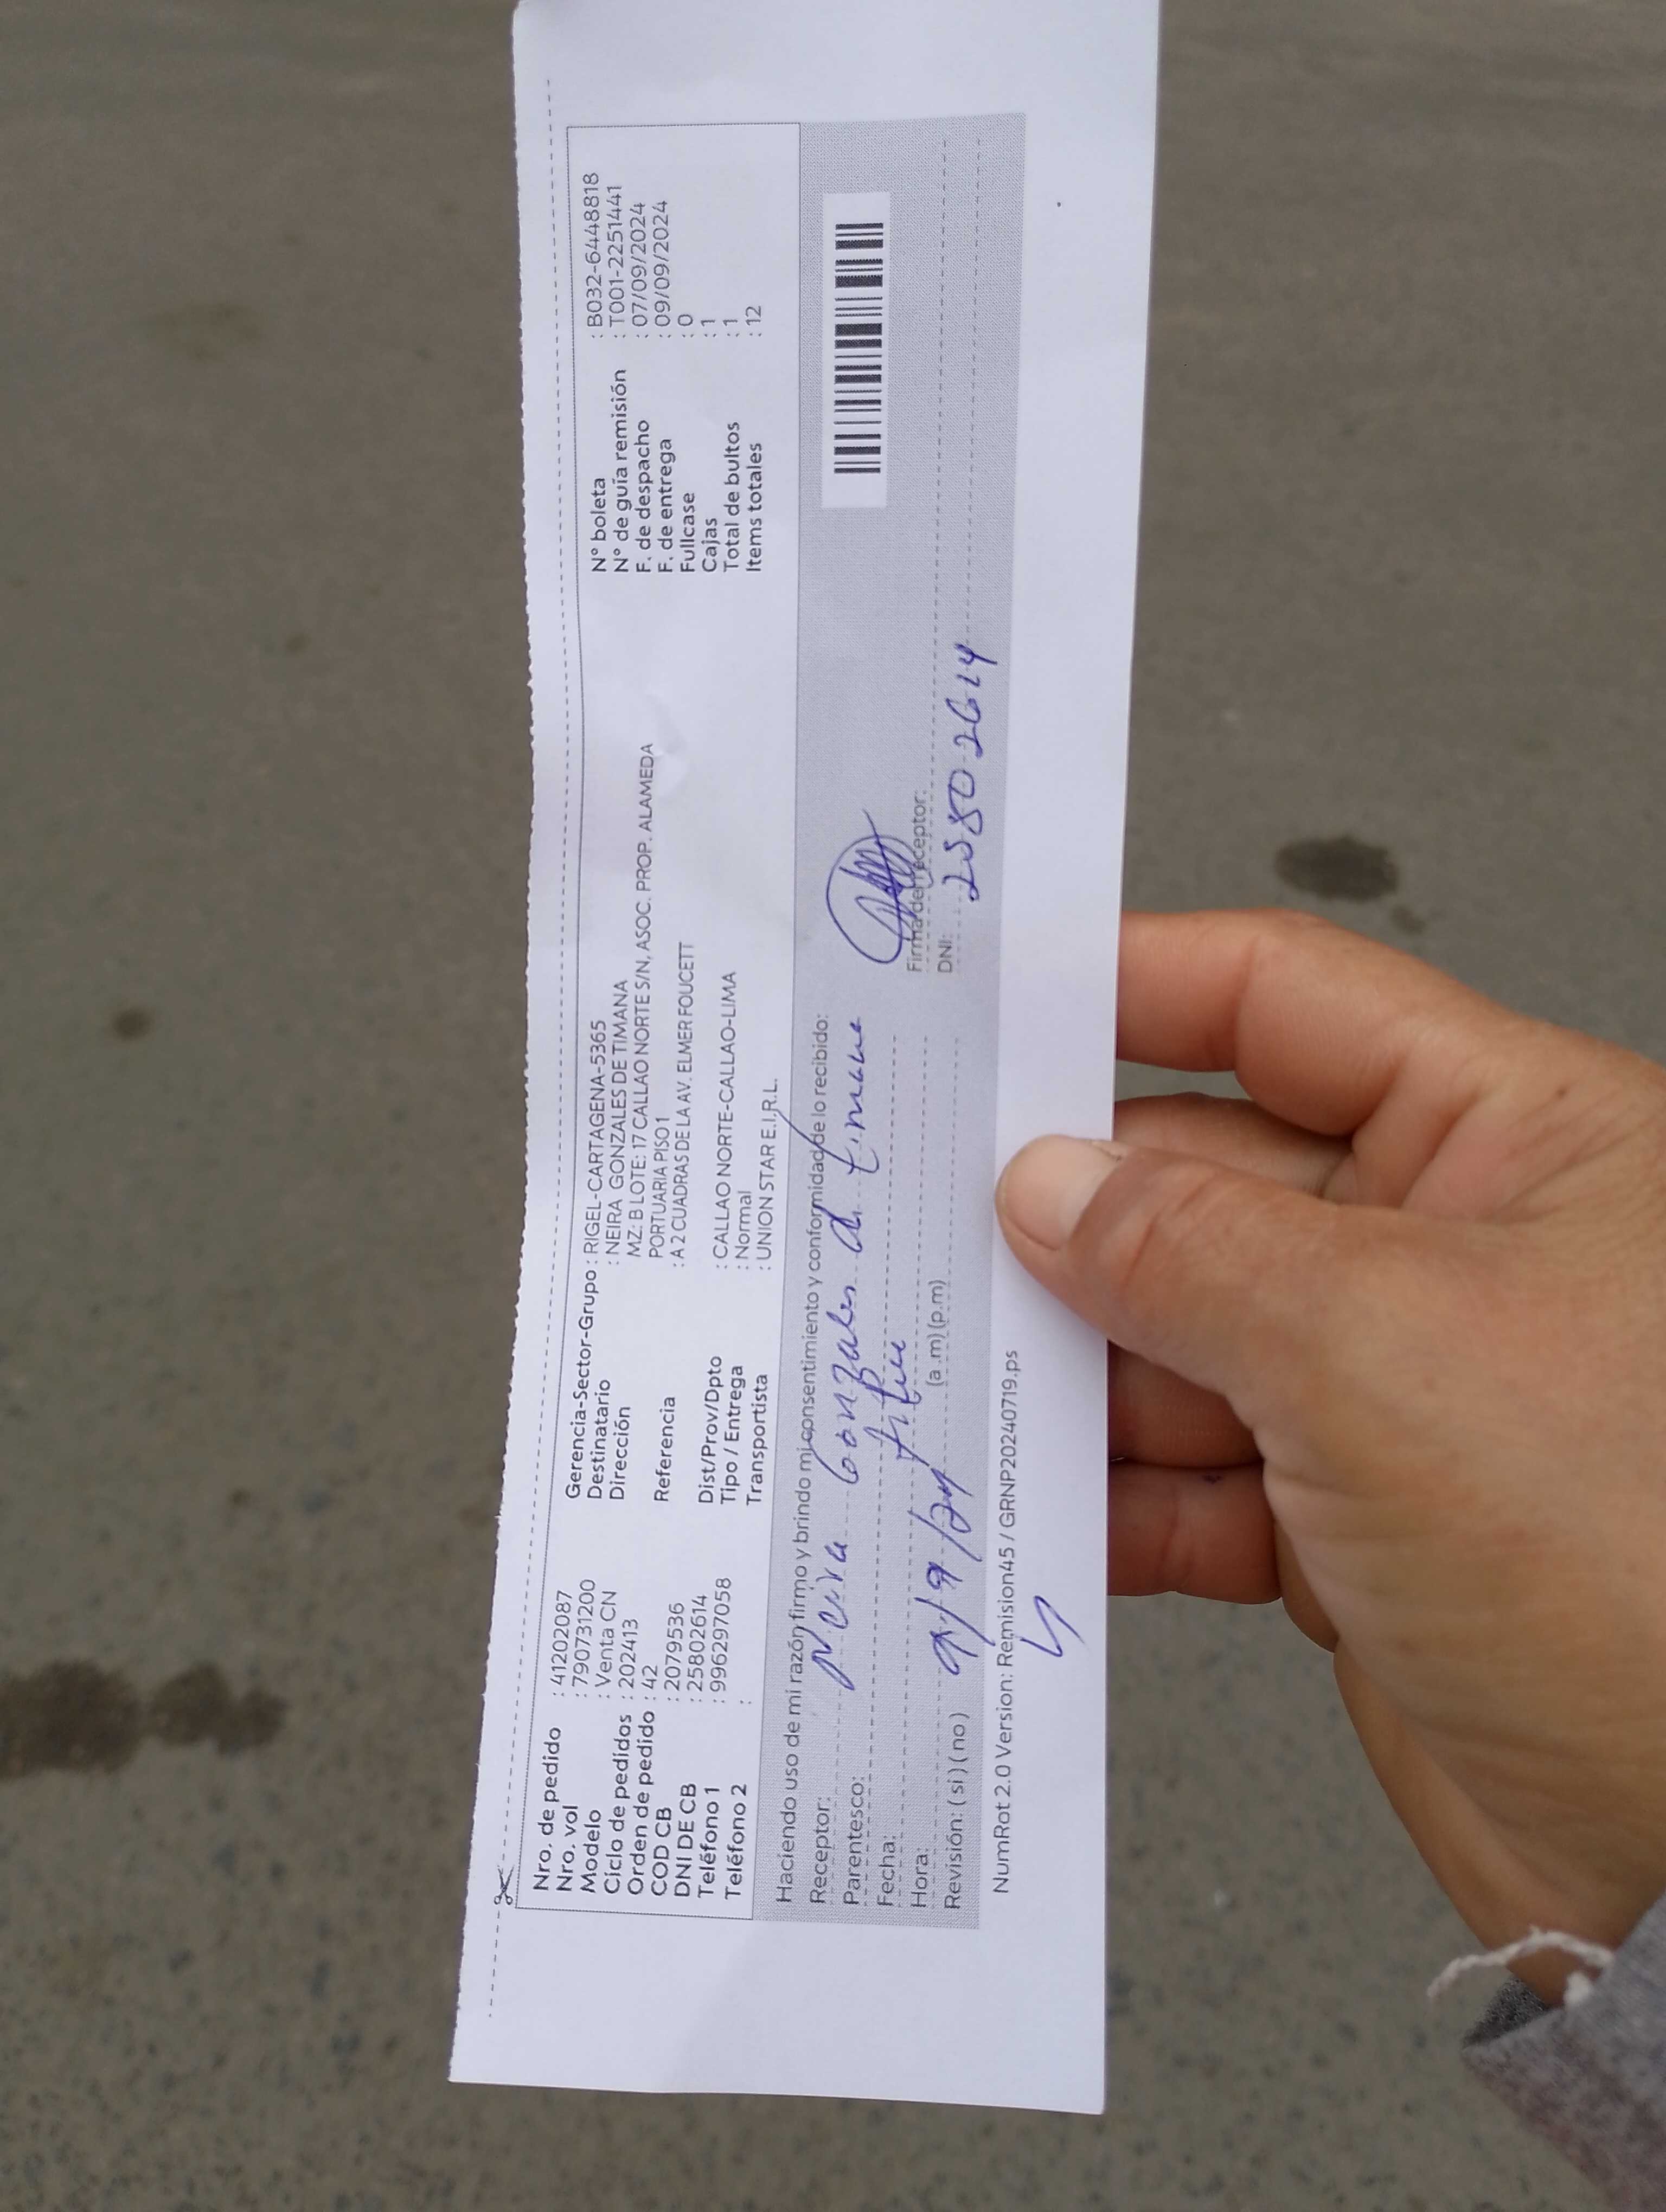 Nro. de pedido : 41202087
Nro. vol : 790731200
Modelo : Venta CN
Ciclo de pedidos : 202413
Orden de pedido : 42
COD CB : 2079536
DNI DE CB : 25802614
Teléfono 1 : 996297058
Teléfono 2 :
Gerencia-Sector-Grupo : RIGEL-CARTAGENA-5365
Destinatario : NEIRA GONZALES DE TIMANA
Dirección MZ: B LOTE: 17 CALLAO NORTE S/N, ASOC. PROP. ALAMEDA
PORTUARIA PISO 1
Referencia : A 2 CUADRAS DE LA AV. ELMER FOUCETT
Dist/Prov/Dpto : CALLAO NORTE-CALLAO-LIMA
Tipo / Entrega : Normal
Transportista : UNION STAR E.I.R.L.
N° boleta : B032-6448818
N° de guía remisión : T001-2251441
F. de despacho : 07/09/2024
F. de entrega : 09/09/2024
Fullcase : 0
Cajas : 1
Total de bultos : 1
Items totales : 12
Haciendo uso de mi razón firmo y brindo mi consentimiento y conformidad de lo recibido:
Receptor: Neira Gonzales de timana
Parentesco:
Fecha: 9/9/24
Hora: (a.m) (p.m)
Revisión: ( si ) ( no )
Firma del receptor:
DNI: 25802614
NumRot 2.0 Version: Remision45 / GRNP20240719.ps